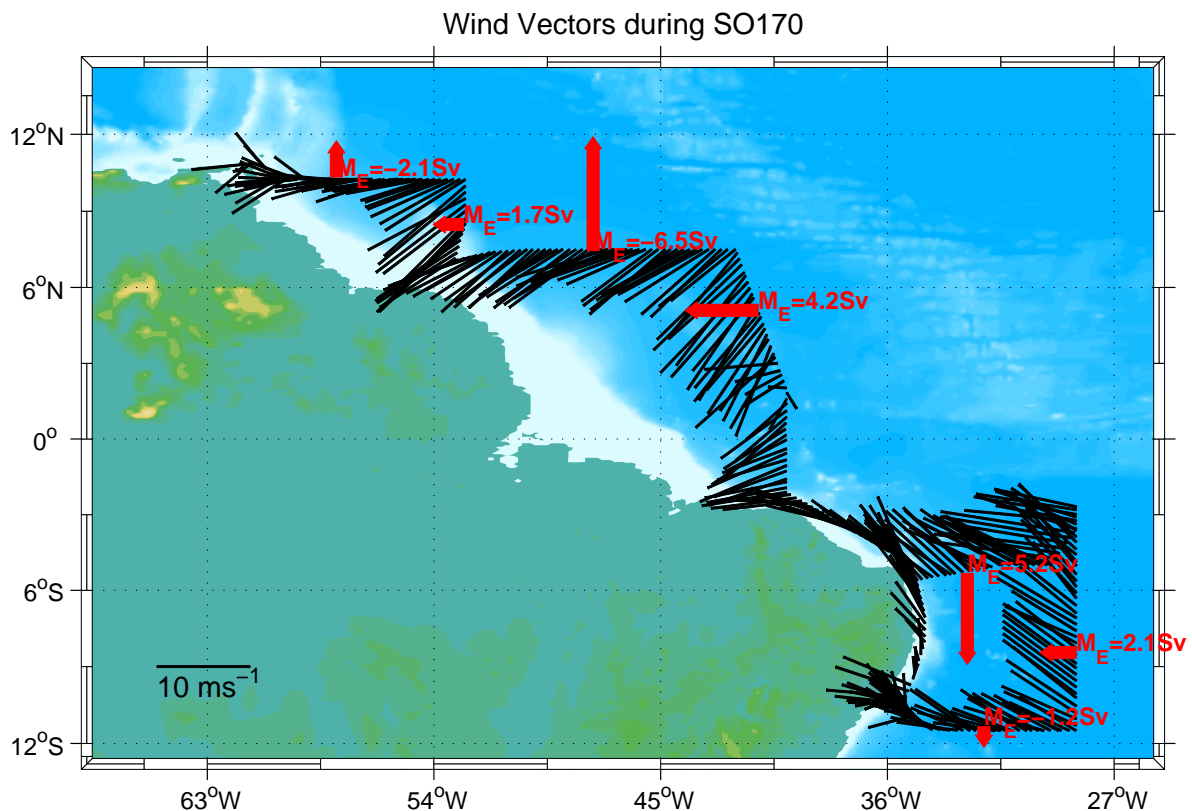 Wind Vectors during SO170
12°N
M_E=−2.1Sv
M_E=1.7Sv
M_E=−6.5Sv
6°N
M_E=4.2Sv
0°
M_E=5.2Sv
6°S
M_E=2.1Sv
10 ms⁻¹
M_E=−1.2Sv
12°S
63°W 54°W 45°W 36°W 27°W